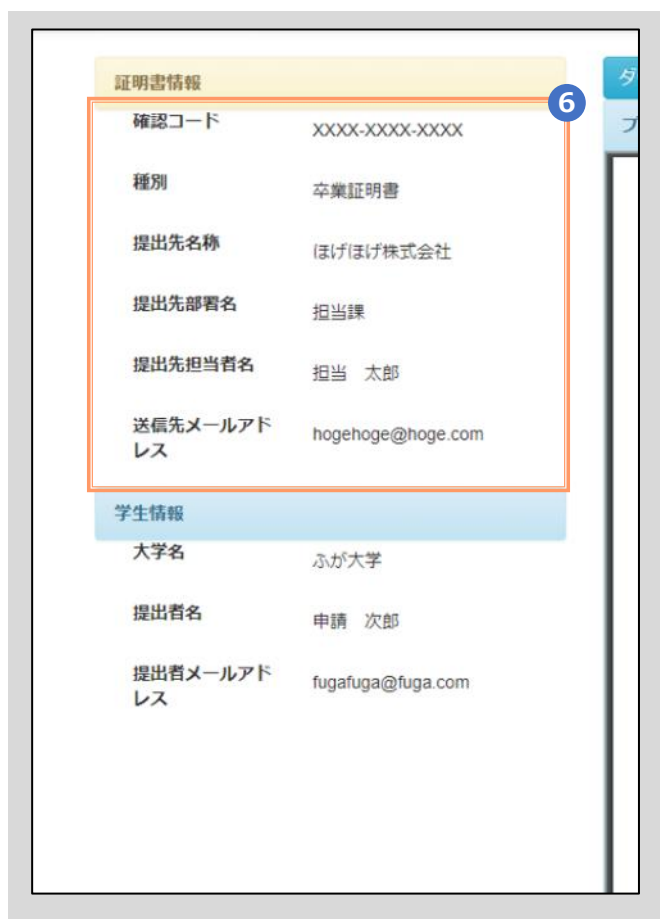 証明書情報
6
確認コード
XXXX-XXXX-XXXX
種別
卒業証明書
提出先名称
ほげほげ株式会社
提出先部署名
担当課
提出先担当者名
担当　太郎
送信先メールアド
レス
hogehoge@hoge.com
学生情報
大学名
ふが大学
提出者名
申請　次郎
提出者メールアド
レス
fugafuga@fuga.com
ダ
プ